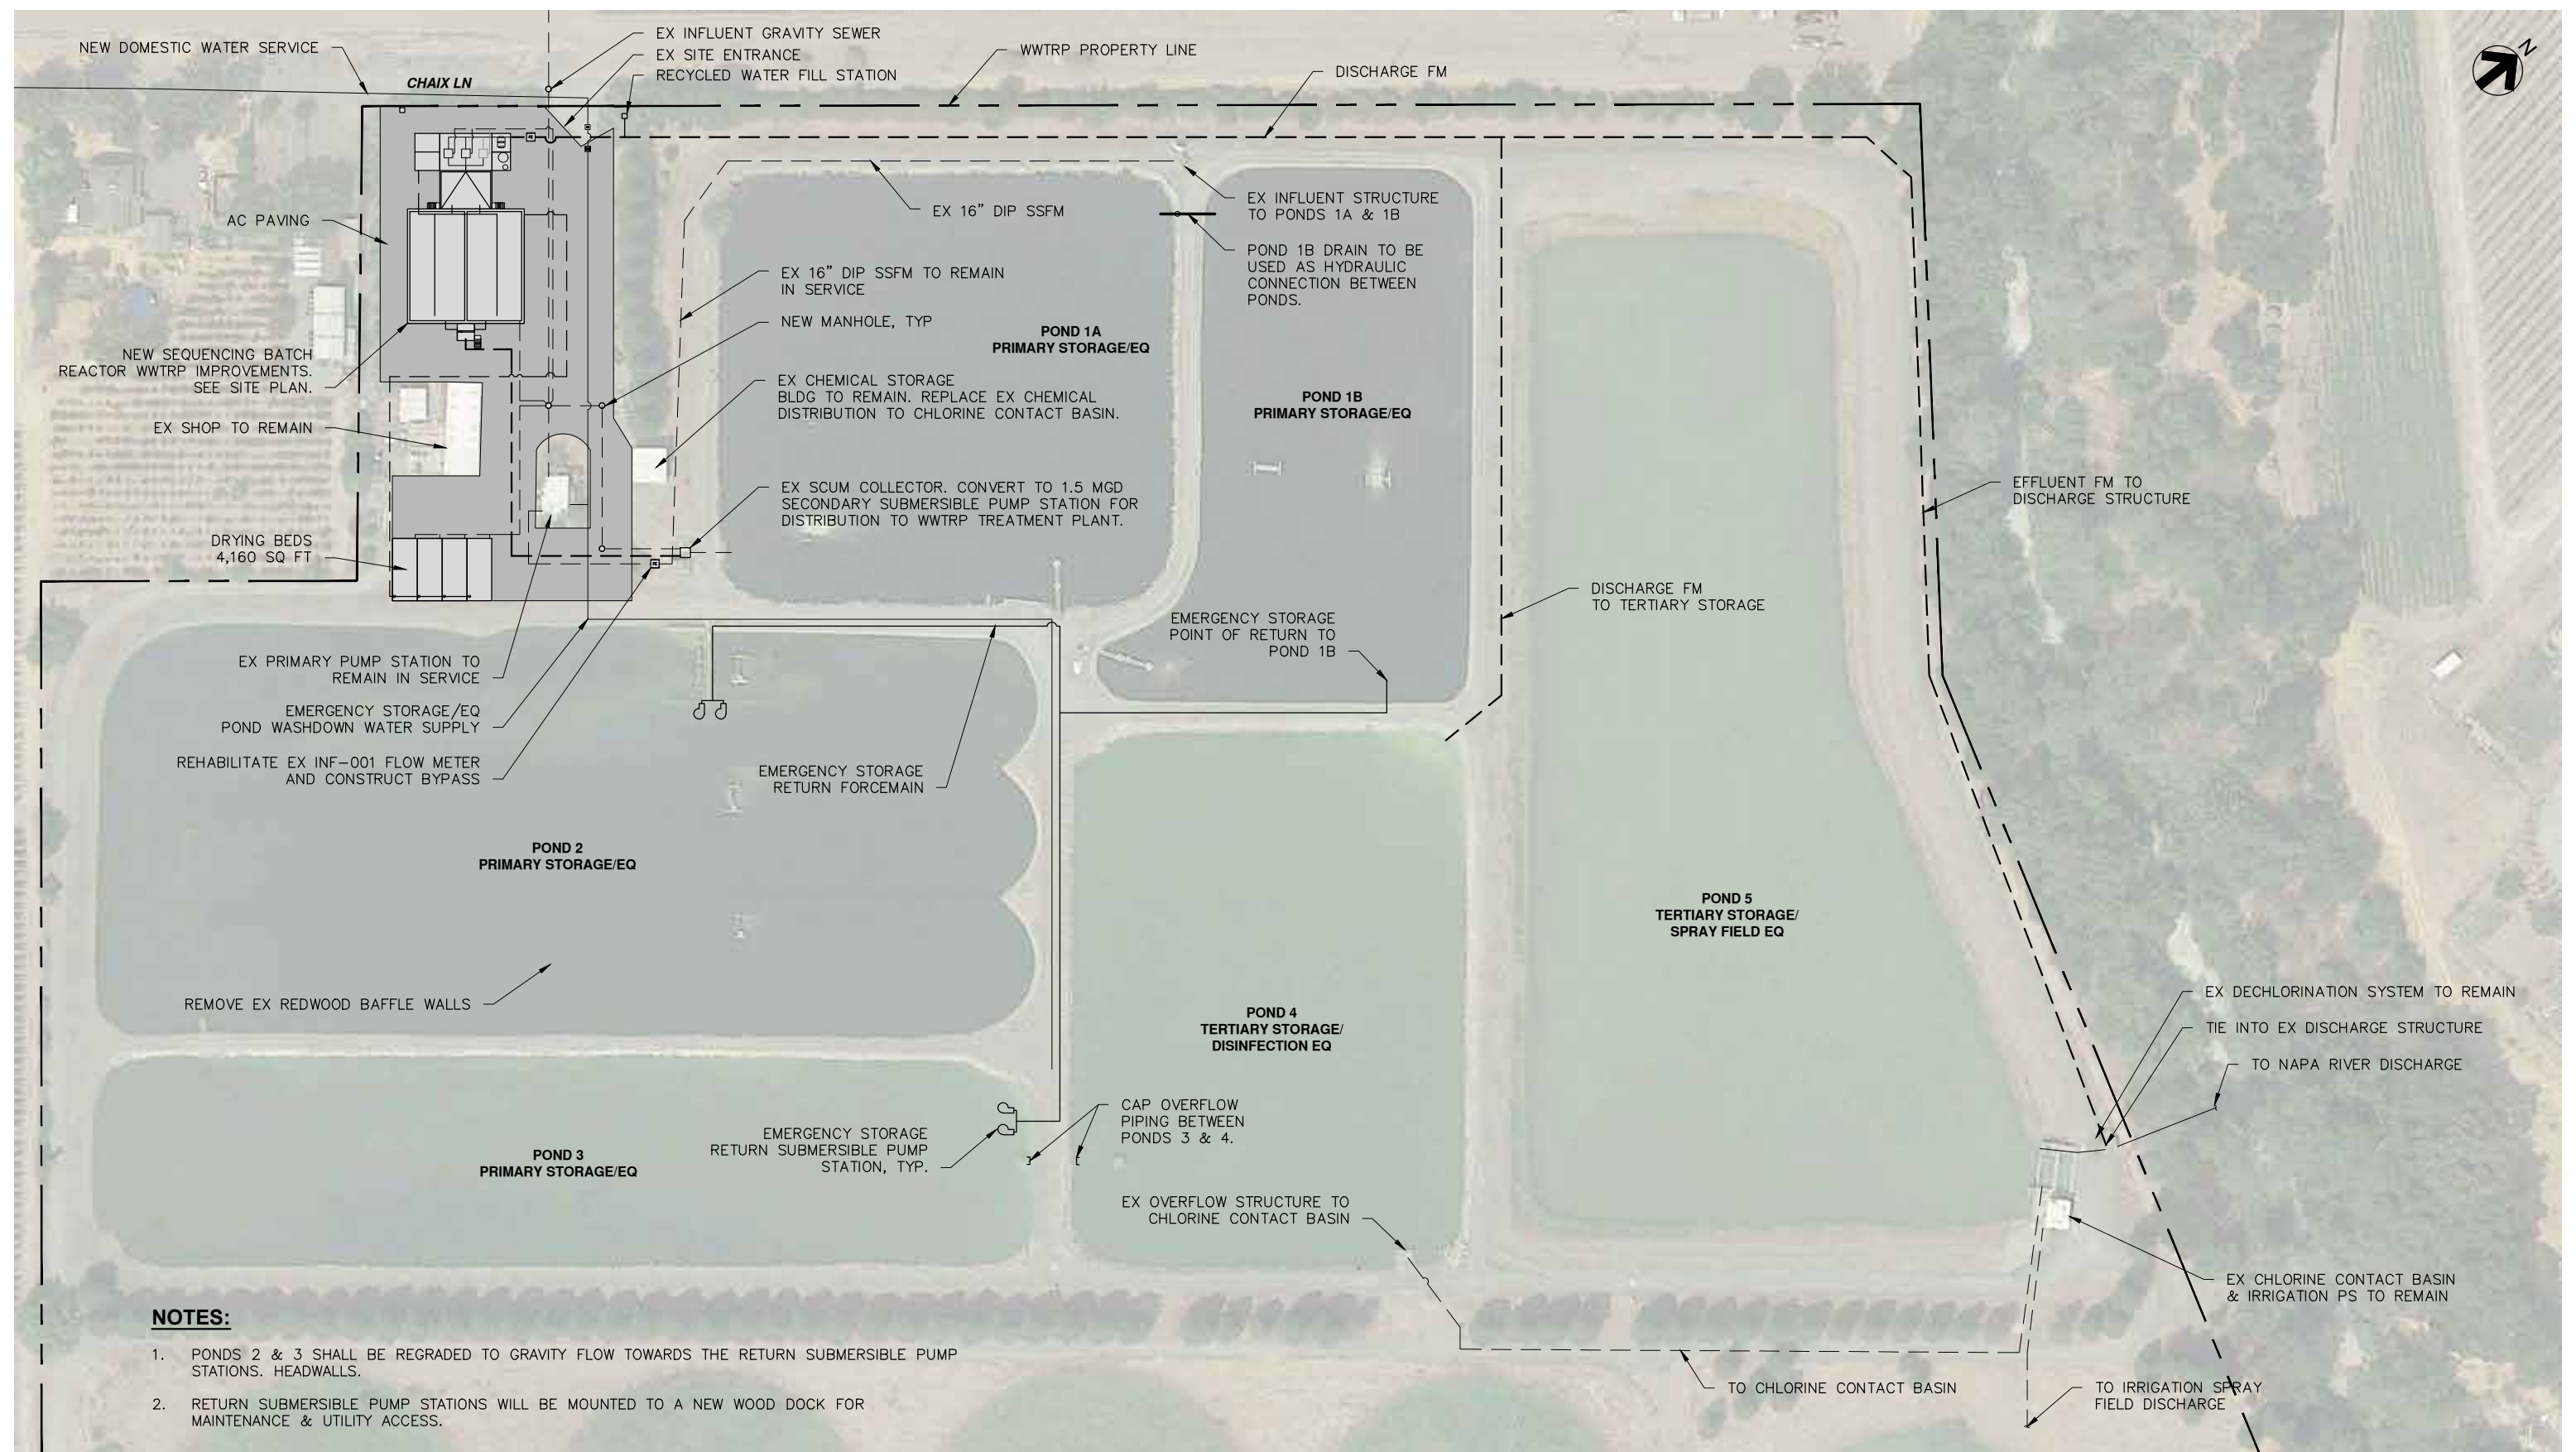 NEW DOMESTIC WATER SERVICE
CHAIX LN
EX INFLUENT GRAVITY SEWER
EX SITE ENTRANCE
RECYCLED WATER FILL STATION
WWTRP PROPERTY LINE
DISCHARGE FM
N
AC PAVING
EX 16" DIP SSFM
EX INFLUENT STRUCTURE
TO PONDS 1A & 1B
POND 1B DRAIN TO BE
USED AS HYDRAULIC
CONNECTION BETWEEN
PONDS.
EX 16" DIP SSFM TO REMAIN
IN SERVICE
NEW MANHOLE, TYP
POND 1A
PRIMARY STORAGE/EQ
NEW SEQUENCING BATCH
REACTOR WWTRP IMPROVEMENTS.
SEE SITE PLAN.
EX CHEMICAL STORAGE
BLDG TO REMAIN. REPLACE EX CHEMICAL
DISTRIBUTION TO CHLORINE CONTACT BASIN.
POND 1B
PRIMARY STORAGE/EQ
EX SHOP TO REMAIN
EX SCUM COLLECTOR. CONVERT TO 1.5 MGD
SECONDARY SUBMERSIBLE PUMP STATION FOR
DISTRIBUTION TO WWTRP TREATMENT PLANT.
EFFLUENT FM TO
DISCHARGE STRUCTURE
DRYING BEDS
4,160 SQ FT
DISCHARGE FM
TO TERTIARY STORAGE
EMERGENCY STORAGE
POINT OF RETURN TO
POND 1B
EX PRIMARY PUMP STATION TO
REMAIN IN SERVICE
EMERGENCY STORAGE/EQ
POND WASHDOWN WATER SUPPLY
REHABILITATE EX INF-001 FLOW METER
AND CONSTRUCT BYPASS
EMERGENCY STORAGE
RETURN FORCEMAIN
POND 2
PRIMARY STORAGE/EQ
POND 5
TERTIARY STORAGE/
SPRAY FIELD EQ
REMOVE EX REDWOOD BAFFLE WALLS
POND 4
TERTIARY STORAGE/
DISINFECTION EQ
EX DECHLORINATION SYSTEM TO REMAIN
TIE INTO EX DISCHARGE STRUCTURE
TO NAPA RIVER DISCHARGE
CAP OVERFLOW
PIPING BETWEEN
PONDS 3 & 4.
EMERGENCY STORAGE
RETURN SUBMERSIBLE PUMP
STATION, TYP.
POND 3
PRIMARY STORAGE/EQ
EX OVERFLOW STRUCTURE TO
CHLORINE CONTACT BASIN
EX CHLORINE CONTACT BASIN
& IRRIGATION PS TO REMAIN
TO CHLORINE CONTACT BASIN
TO IRRIGATION SPRAY
FIELD DISCHARGE
NOTES:
1. PONDS 2 & 3 SHALL BE REGRADED TO GRAVITY FLOW TOWARDS THE RETURN SUBMERSIBLE PUMP
STATIONS. HEADWALLS.
2. RETURN SUBMERSIBLE PUMP STATIONS WILL BE MOUNTED TO A NEW WOOD DOCK FOR
MAINTENANCE & UTILITY ACCESS.